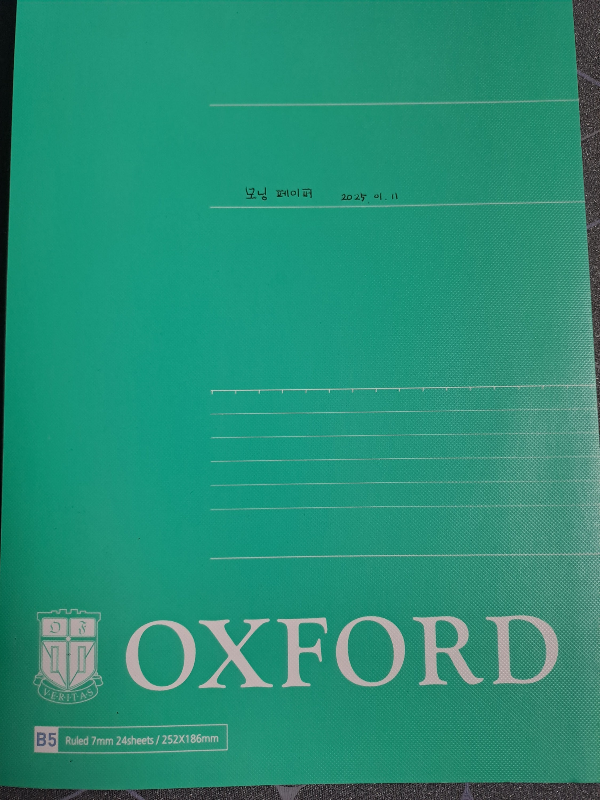 모닝 페이퍼 2025. 01. 11
O F
VERITAS
OXFORD
B5 Ruled 7mm 24sheets / 252X186mm